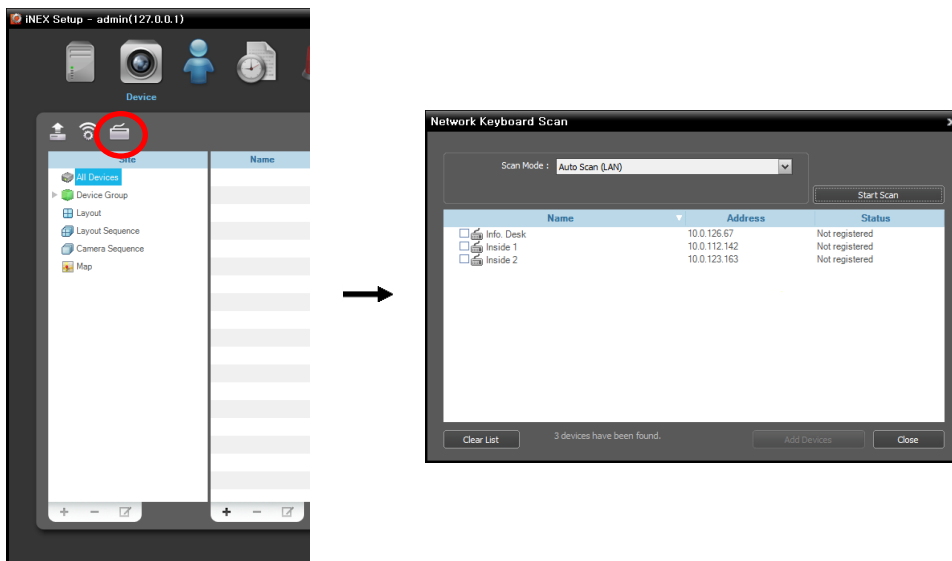 iNEX Setup - admin(127.0.0.1)
Device
Site
Name
All Devices
Device Group
Layout
Layout Sequence
Camera Sequence
Map
Network Keyboard Scan
Scan Mode : Auto Scan (LAN)
Start Scan
Name Address Status
Info. Desk 10.0.126.67 Not registered
Inside 1 10.0.112.142 Not registered
Inside 2 10.0.123.163 Not registered
Clear List 3 devices have been found. Add Devices Close